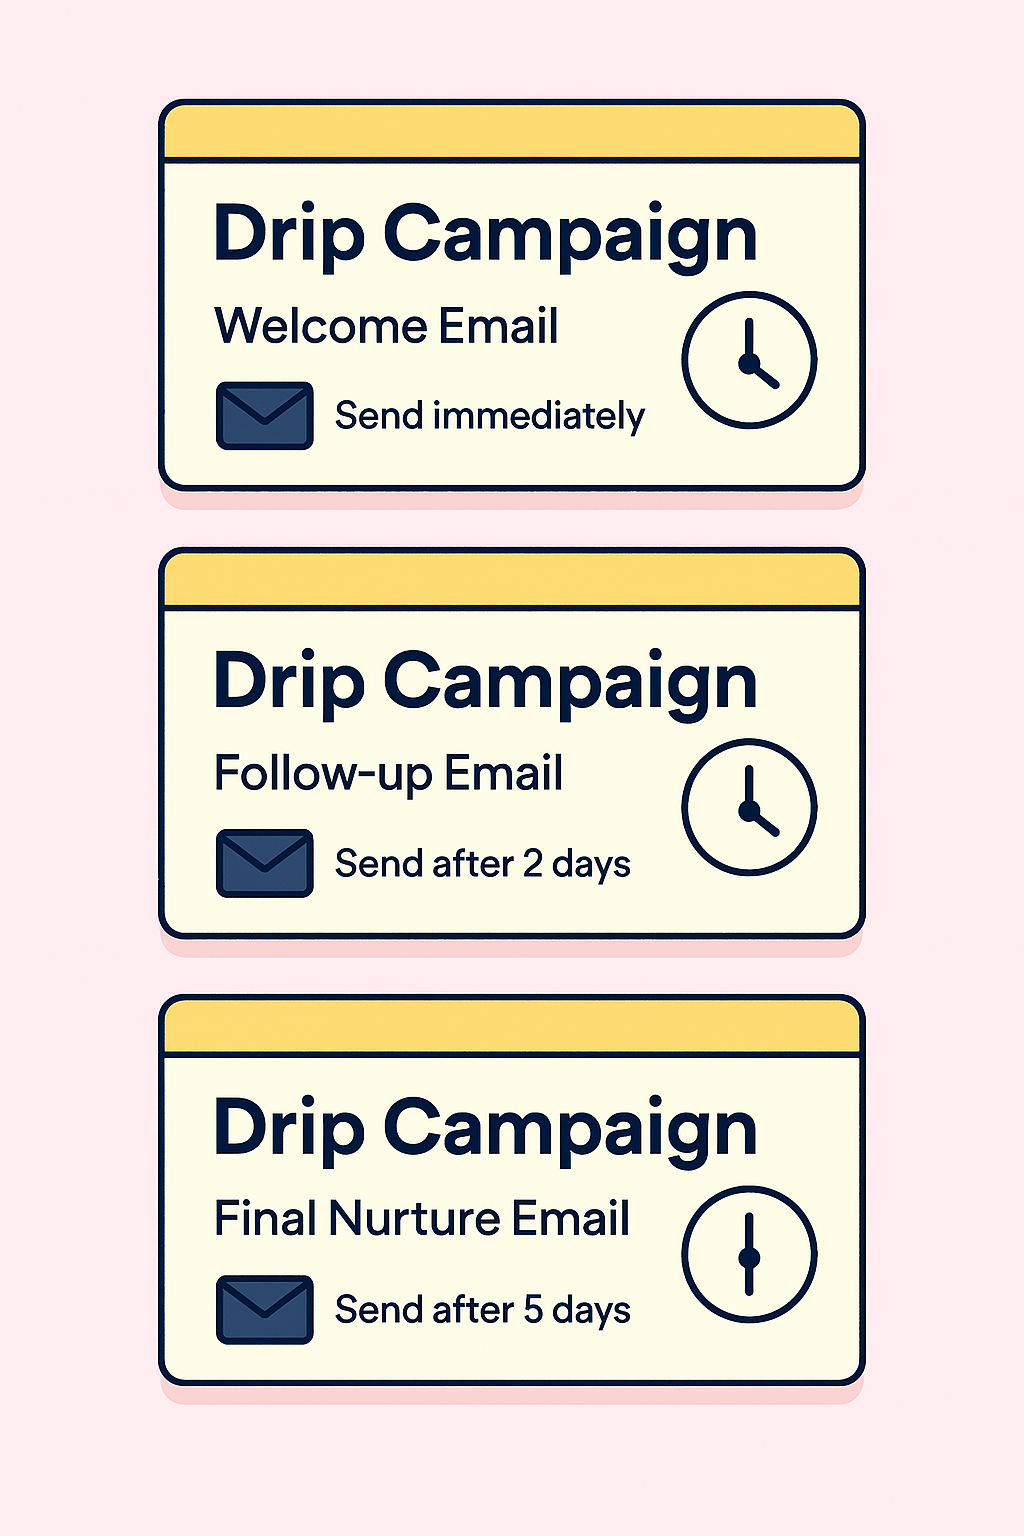 Drip Campaign
Welcome Email
Send immediately
Drip Campaign
Follow-up Email
Send after 2 days
Drip Campaign
Final Nurture Email
Send after 5 days